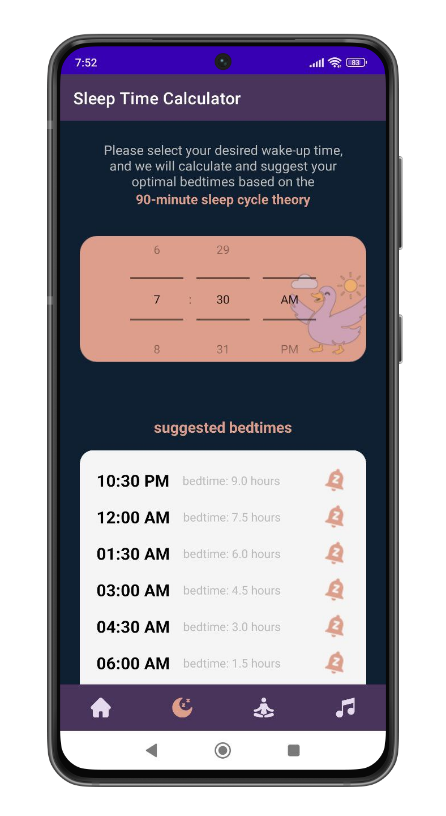 7:52
83
Sleep Time Calculator
Please select your desired wake-up time,
and we will calculate and suggest your
optimal bedtimes based on the
90-minute sleep cycle theory
6 29
7 : 30 AM
8 31 PM
suggested bedtimes
10:30 PM bedtime: 9.0 hours
12:00 AM bedtime: 7.5 hours
01:30 AM bedtime: 6.0 hours
03:00 AM bedtime: 4.5 hours
04:30 AM bedtime: 3.0 hours
06:00 AM bedtime: 1.5 hours